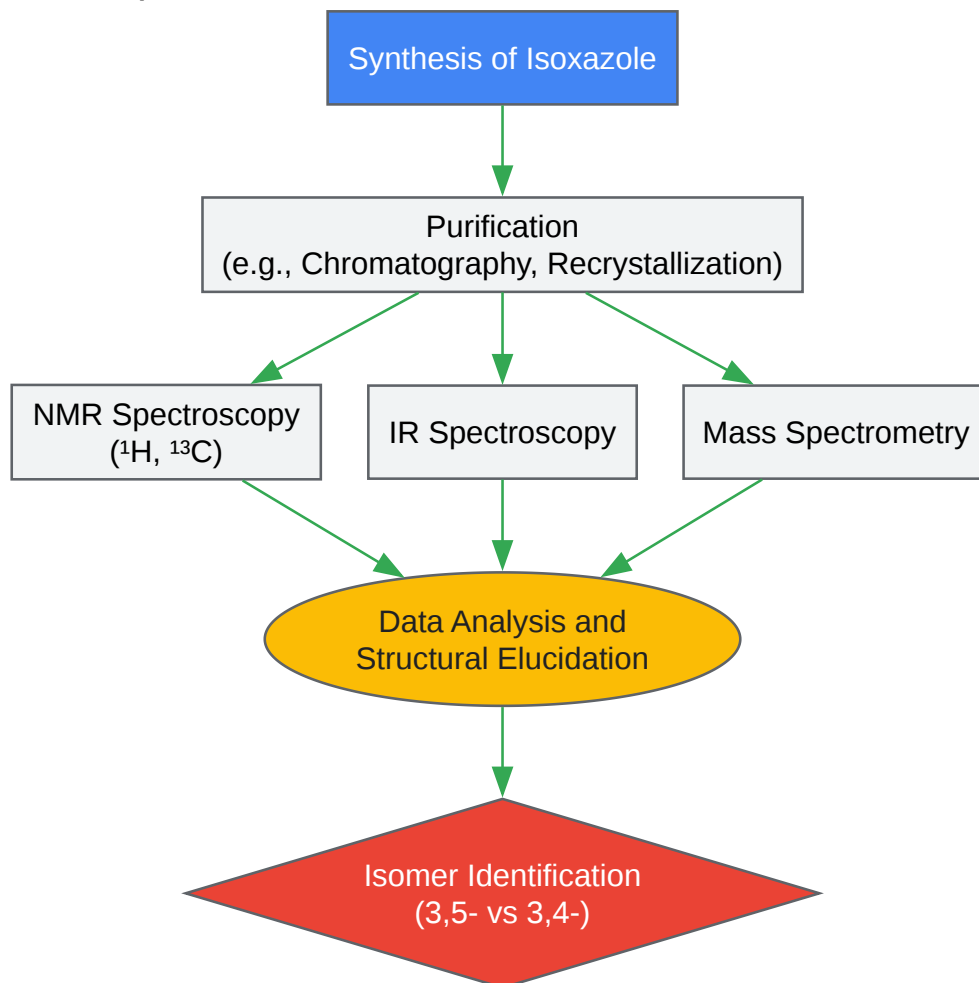 Synthesis of Isoxazole
Purification
(e.g., Chromatography, Recrystallization)
NMR Spectroscopy
(¹H, ¹³C)
IR Spectroscopy
Mass Spectrometry
Data Analysis and
Structural Elucidation
Isomer Identification
(3,5- vs 3,4-)